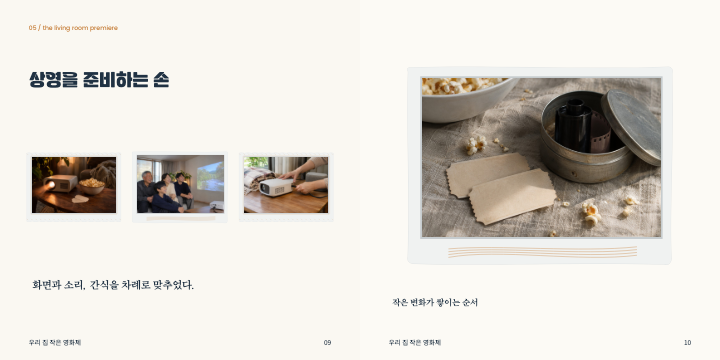 05 / the living room premiere
상영을 준비하는 손
화면과 소리, 간식을 차례로 맞추었다.
우리 집 작은 영화제
09
작은 변화가 쌓이는 순서
우리 집 작은 영화제
10